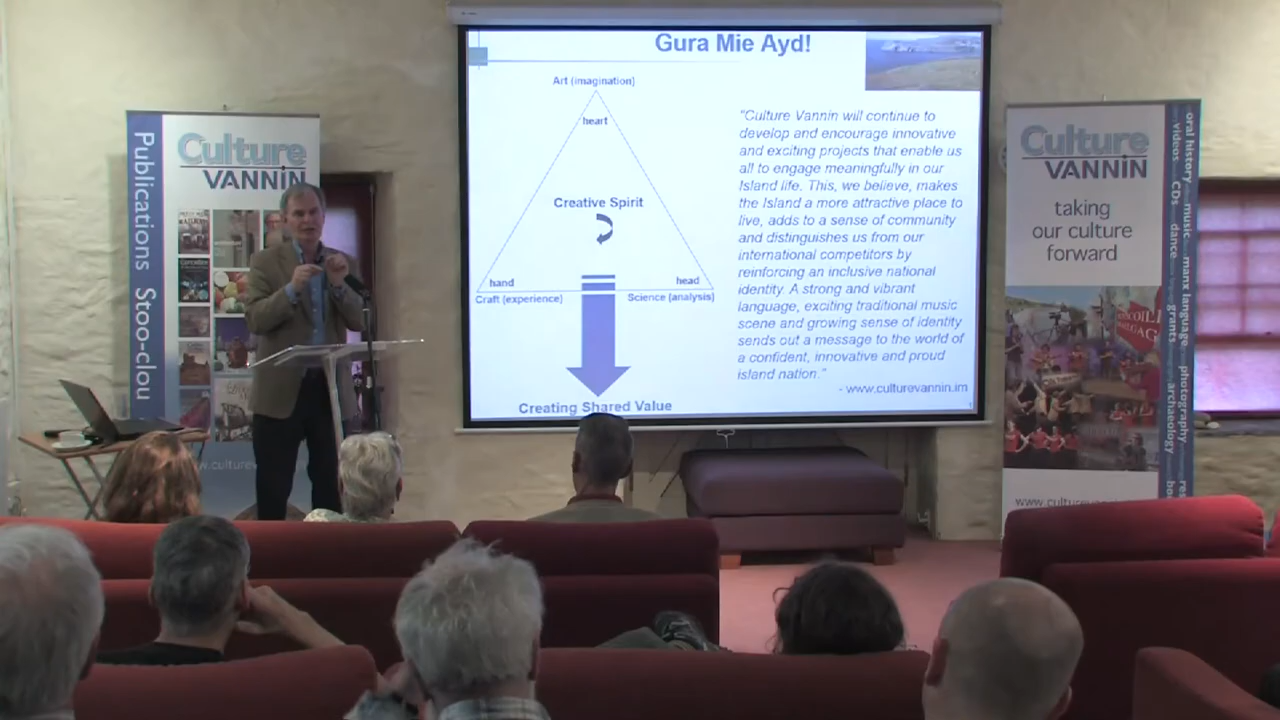 Gura Mie Ayd!
Art (imagination)
heart
Creative Spirit
hand
head
Craft (experience)
Science (analysis)
Creating Shared Value
"Culture Vannin will continue to
develop and encourage innovative
and exciting projects that enable us
all to engage meaningfully in our
Island life. This, we believe, makes
the Island a more attractive place to
live, adds to a sense of community
and distinguishes us from our
international competitors by
reinforcing an inclusive national
identity. A strong and vibrant
language, exciting traditional music
scene and growing sense of identity
sends out a message to the world of
a confident, innovative and proud
island nation."
- www.culturevannin.im
Publications Stoo-clou
Culture
VANNIN
Culture
VANNIN
taking
our culture
forward
oral history music manx language photography
videos CDs dance grants archaeology